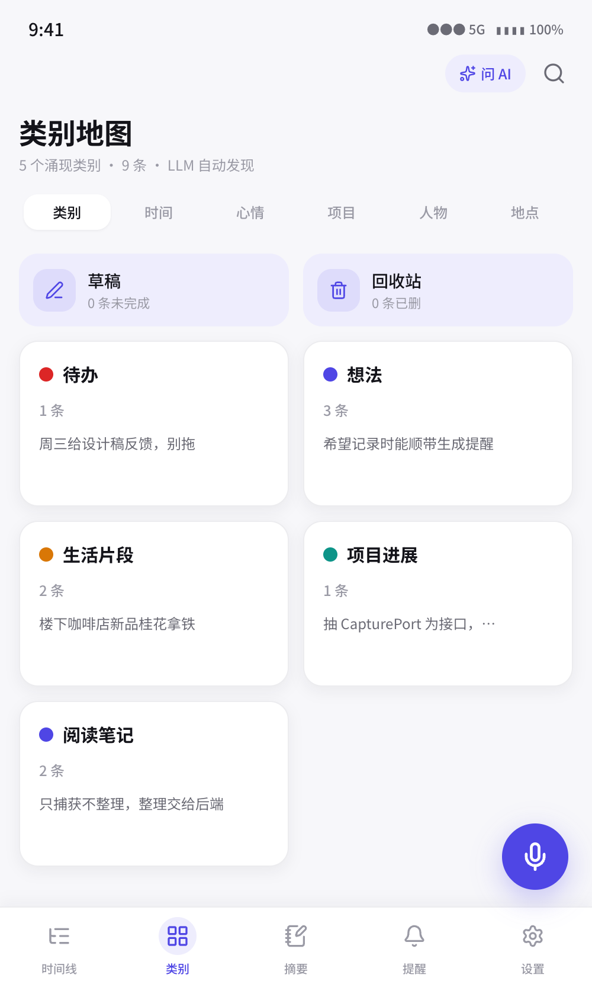 9:41
5G 100%
问 AI
类别地图
5 个涌现类别 · 9 条 · LLM 自动发现
类别 时间 心情 项目 人物 地点
草稿
0 条未完成
回收站
0 条已删
待办
1 条
周三给设计稿反馈，别拖
想法
3 条
希望记录时能顺带生成提醒
生活片段
2 条
楼下咖啡店新品桂花拿铁
项目进展
1 条
抽 CapturePort 为接口，…
阅读笔记
2 条
只捕获不整理，整理交给后端
时间线 类别 摘要 提醒 设置